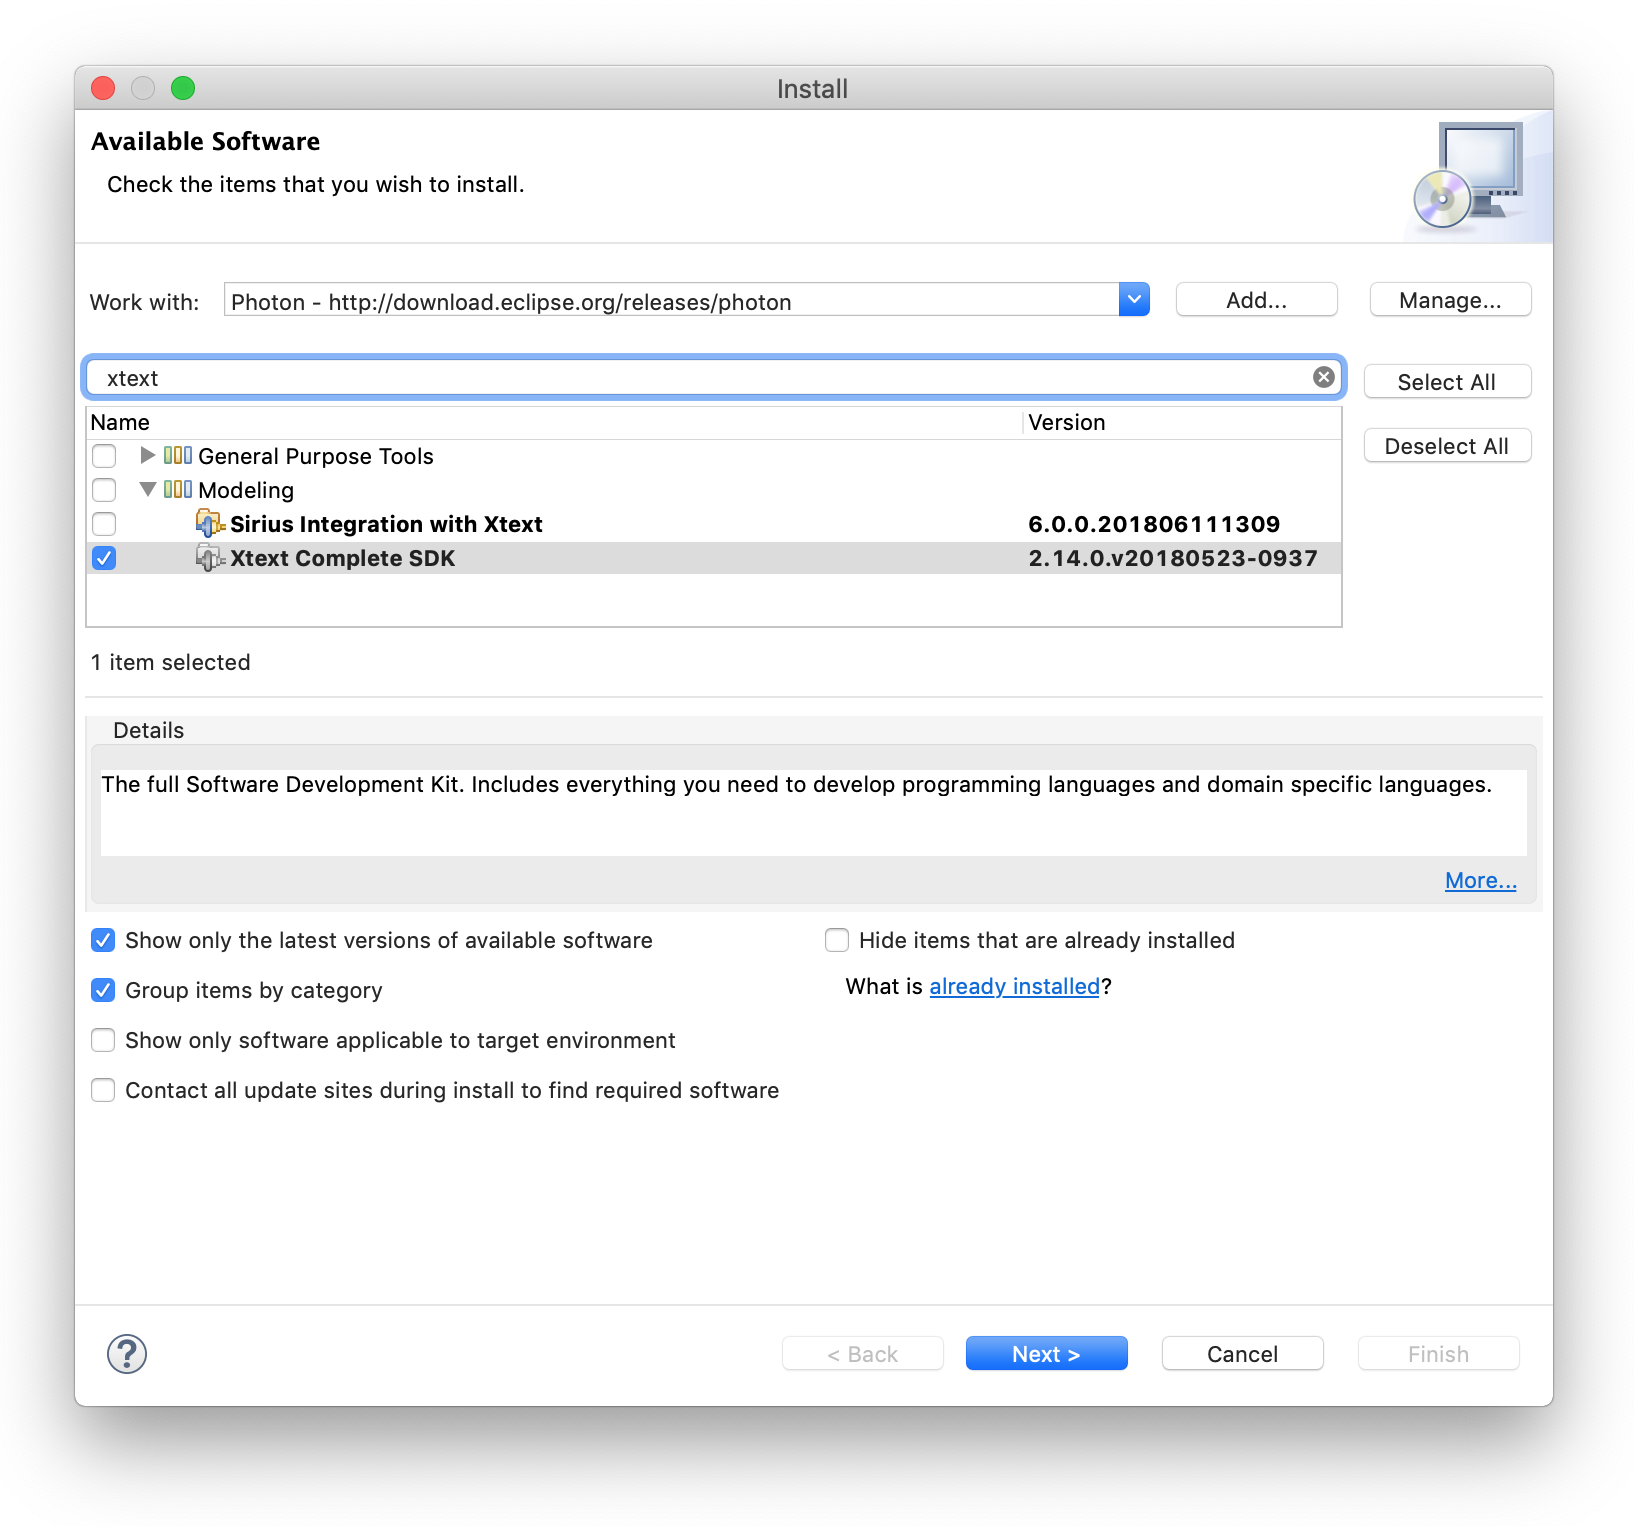 Install
Available Software
Check the items that you wish to install.
Work with: Photon - http://download.eclipse.org/releases/photon Add... Manage...
xtext Select All
Name Version
Deselect All
General Purpose Tools
Modeling
Sirius Integration with Xtext 6.0.0.201806111309
Xtext Complete SDK 2.14.0.v20180523-0937
1 item selected
Details
The full Software Development Kit. Includes everything you need to develop programming languages and domain specific languages.
More...
Show only the latest versions of available software Hide items that are already installed
Group items by category What is already installed?
Show only software applicable to target environment
Contact all update sites during install to find required software
? < Back Next > Cancel Finish